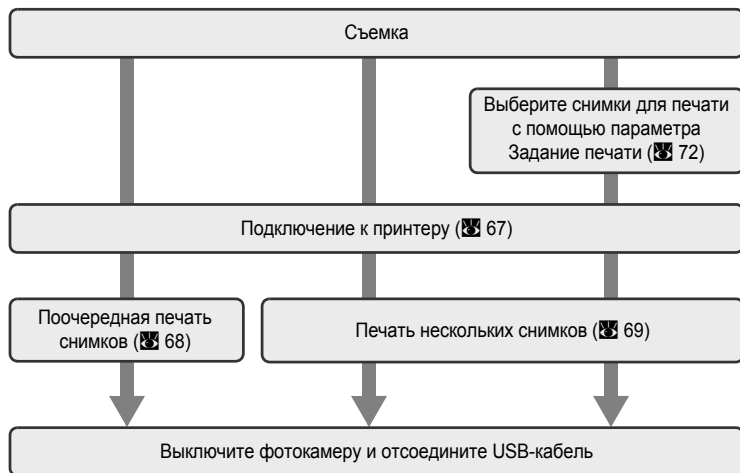 Съемка
Выберите снимки для печати
с помощью параметра
Задание печати ( 72)
Подключение к принтеру ( 67)
Поочередная печать
снимков ( 68)
Печать нескольких снимков ( 69)
Выключите фотокамеру и отсоедините USB-кабель